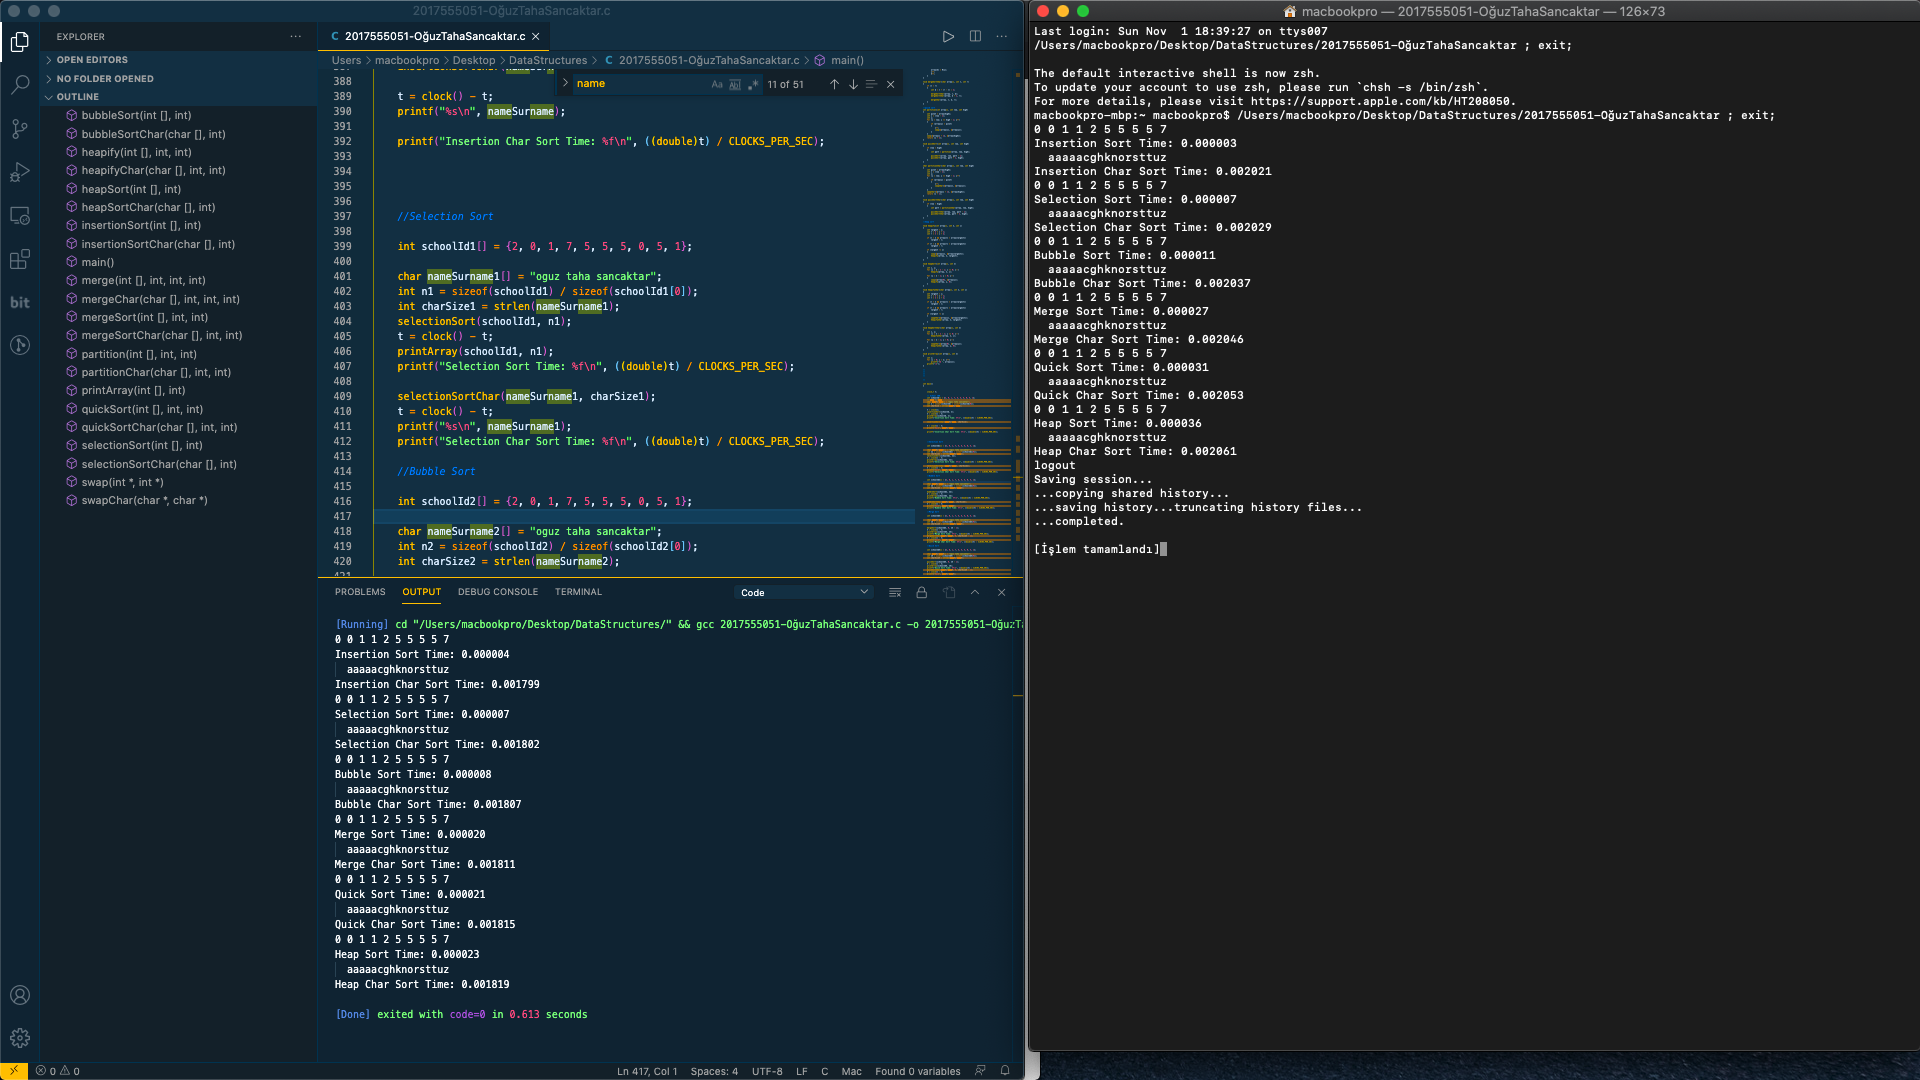 2017555051-OğuzTahaSancaktar.c
EXPLORER
OPEN EDITORS
NO FOLDER OPENED
OUTLINE
bubbleSort(int [], int)
bubbleSortChar(char [], int)
heapify(int [], int, int)
heapifyChar(char [], int, int)
heapSort(int [], int)
heapSortChar(char [], int)
insertionSort(int [], int)
insertionSortChar(char [], int)
main()
merge(int [], int, int, int)
mergeChar(char [], int, int, int)
mergeSort(int [], int, int)
mergeSortChar(char [], int, int)
partition(int [], int, int)
partitionChar(char [], int, int)
printArray(int [], int)
quickSort(int [], int, int)
quickSortChar(char [], int, int)
selectionSort(int [], int)
selectionSortChar(char [], int)
swap(int *, int *)
swapChar(char *, char *)
bit
C 2017555051-OğuzTahaSancaktar.c
Users > macbookpro > Desktop > DataStructures > C 2017555051-OğuzTahaSancaktar.c > main()
name Aa Abl .* 11 of 51
388
389 t = clock() - t;
390 printf("%s\n", nameSurname);
391
392 printf("Insertion Char Sort Time: %f\n", ((double)t) / CLOCKS_PER_SEC);
393
394
395
396
397 //Selection Sort
398
399 int schoolId1[] = {2, 0, 1, 7, 5, 5, 5, 0, 5, 1};
400
401 char nameSurname1[] = "oguz taha sancaktar";
402 int n1 = sizeof(schoolId1) / sizeof(schoolId1[0]);
403 int charSize1 = strlen(nameSurname1);
404 selectionSort(schoolId1, n1);
405 t = clock() - t;
406 printArray(schoolId1, n1);
407 printf("Selection Sort Time: %f\n", ((double)t) / CLOCKS_PER_SEC);
408
409 selectionSortChar(nameSurname1, charSize1);
410 t = clock() - t;
411 printf("%s\n", nameSurname1);
412 printf("Selection Char Sort Time: %f\n", ((double)t) / CLOCKS_PER_SEC);
413
414 //Bubble Sort
415
416 int schoolId2[] = {2, 0, 1, 7, 5, 5, 5, 0, 5, 1};
417
418 char nameSurname2[] = "oguz taha sancaktar";
419 int n2 = sizeof(schoolId2) / sizeof(schoolId2[0]);
420 int charSize2 = strlen(nameSurname2);
PROBLEMS OUTPUT DEBUG CONSOLE TERMINAL Code
[Running] cd "/Users/macbookpro/Desktop/DataStructures/" && gcc 2017555051-OğuzTahaSancaktar.c -o 2017555051-OğuzTa
0 0 1 1 2 5 5 5 5 7
Insertion Sort Time: 0.000004
aaaaacghknorsttuz
Insertion Char Sort Time: 0.001799
0 0 1 1 2 5 5 5 5 7
Selection Sort Time: 0.000007
aaaaacghknorsttuz
Selection Char Sort Time: 0.001802
0 0 1 1 2 5 5 5 5 7
Bubble Sort Time: 0.000008
aaaaacghknorsttuz
Bubble Char Sort Time: 0.001807
0 0 1 1 2 5 5 5 5 7
Merge Sort Time: 0.000020
aaaaacghknorsttuz
Merge Char Sort Time: 0.001811
0 0 1 1 2 5 5 5 5 7
Quick Sort Time: 0.000021
aaaaacghknorsttuz
Quick Char Sort Time: 0.001815
0 0 1 1 2 5 5 5 5 7
Heap Sort Time: 0.000023
aaaaacghknorsttuz
Heap Char Sort Time: 0.001819
[Done] exited with code=0 in 0.613 seconds
0 0 Ln 417, Col 1 Spaces: 4 UTF-8 LF C Mac Found 0 variables
macbookpro — 2017555051-OğuzTahaSancaktar — 126×73
Last login: Sun Nov  1 18:39:27 on ttys007
/Users/macbookpro/Desktop/DataStructures/2017555051-OğuzTahaSancaktar ; exit;
The default interactive shell is now zsh.
To update your account to use zsh, please run `chsh -s /bin/zsh`.
For more details, please visit https://support.apple.com/kb/HT208050.
macbookpro-mbp:~ macbookpro$ /Users/macbookpro/Desktop/DataStructures/2017555051-OğuzTahaSancaktar ; exit;
0 0 1 1 2 5 5 5 5 7
Insertion Sort Time: 0.000003
aaaaacghknorsttuz
Insertion Char Sort Time: 0.002021
0 0 1 1 2 5 5 5 5 7
Selection Sort Time: 0.000007
aaaaacghknorsttuz
Selection Char Sort Time: 0.002029
0 0 1 1 2 5 5 5 5 7
Bubble Sort Time: 0.000011
aaaaacghknorsttuz
Bubble Char Sort Time: 0.002037
0 0 1 1 2 5 5 5 5 7
Merge Sort Time: 0.000027
aaaaacghknorsttuz
Merge Char Sort Time: 0.002046
0 0 1 1 2 5 5 5 5 7
Quick Sort Time: 0.000031
aaaaacghknorsttuz
Quick Char Sort Time: 0.002053
0 0 1 1 2 5 5 5 5 7
Heap Sort Time: 0.000036
aaaaacghknorsttuz
Heap Char Sort Time: 0.002061
logout
Saving session...
...copying shared history...
...saving history...truncating history files...
...completed.
[İşlem tamamlandı]